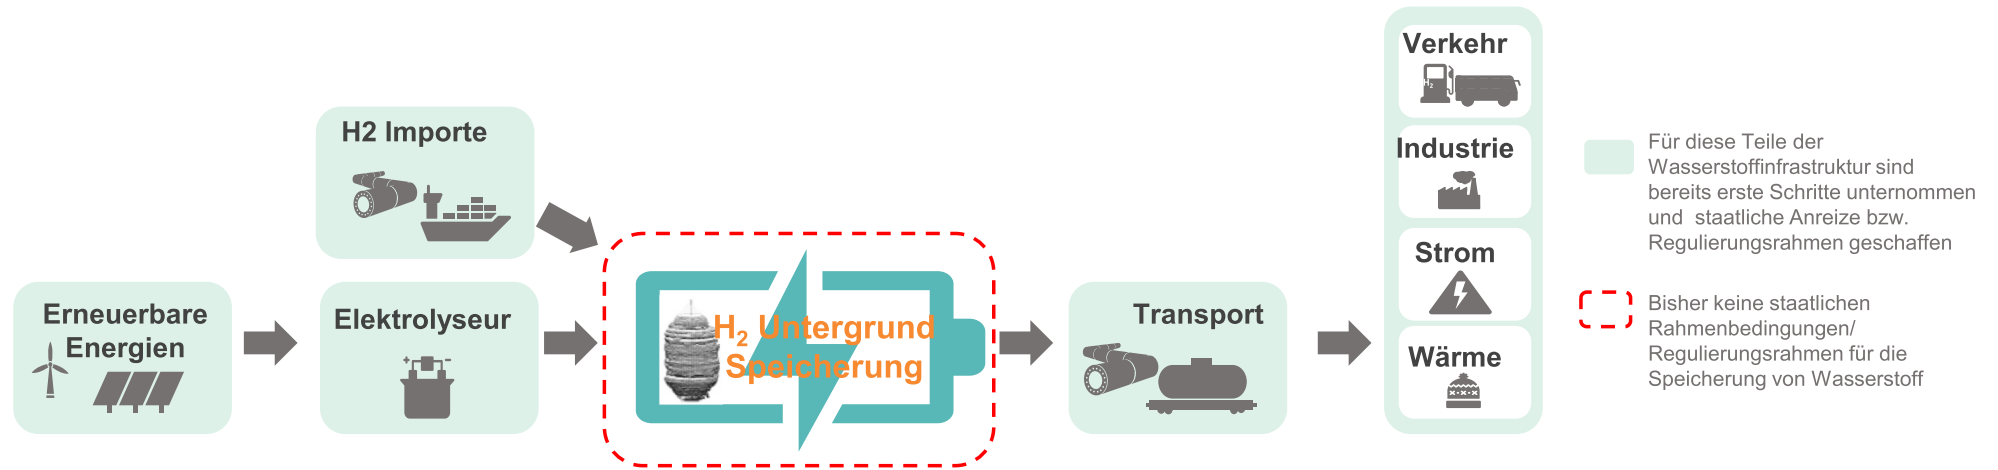 Erneuerbare
Energien
H2 Importe
Elektrolyseur
+ −
H₂ Untergrund
Speicherung
Transport
Verkehr
H₂
Industrie
Strom
Wärme
Für diese Teile der
Wasserstoffinfrastruktur sind
bereits erste Schritte unternommen
und  staatliche Anreize bzw.
Regulierungsrahmen geschaffen
Bisher keine staatlichen
Rahmenbedingungen/
Regulierungsrahmen für die
Speicherung von Wasserstoff